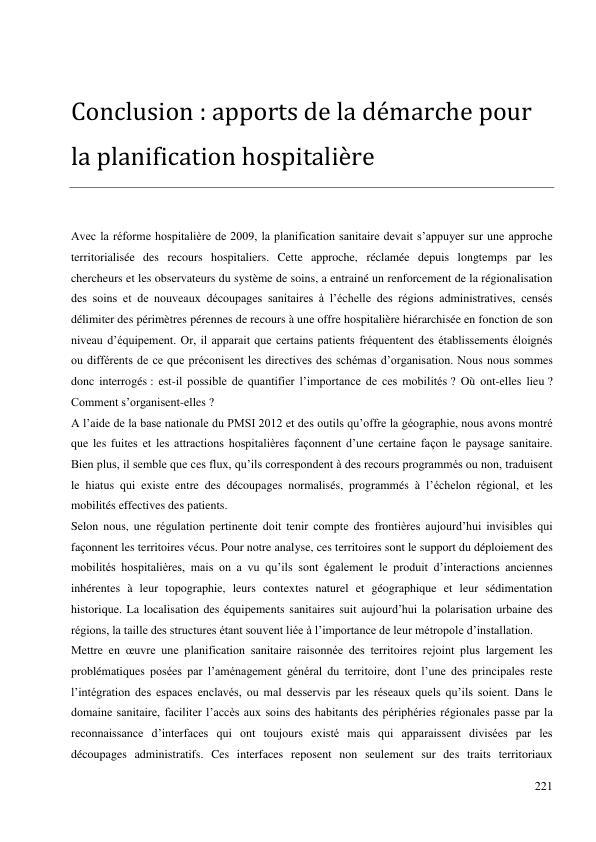 Conclusion : apports de la démarche pour
la planification hospitalière
Avec la réforme hospitalière de 2009, la planification sanitaire devait s’appuyer sur une approche
territorialisée des recours hospitaliers. Cette approche, réclamée depuis longtemps par les
chercheurs et les observateurs du système de soins, a entrainé un renforcement de la régionalisation
des soins et de nouveaux découpages sanitaires à l’échelle des régions administratives, censés
délimiter des périmètres pérennes de recours à une offre hospitalière hiérarchisée en fonction de son
niveau d’équipement. Or, il apparait que certains patients fréquentent des établissements éloignés
ou différents de ce que préconisent les directives des schémas d’organisation. Nous nous sommes
donc interrogés : est-il possible de quantifier l’importance de ces mobilités ? Où ont-elles lieu ?
Comment s’organisent-elles ?
A l’aide de la base nationale du PMSI 2012 et des outils qu’offre la géographie, nous avons montré
que les fuites et les attractions hospitalières façonnent d’une certaine façon le paysage sanitaire.
Bien plus, il semble que ces flux, qu’ils correspondent à des recours programmés ou non, traduisent
le hiatus qui existe entre des découpages normalisés, programmés à l’échelon régional, et les
mobilités effectives des patients.
Selon nous, une régulation pertinente doit tenir compte des frontières aujourd’hui invisibles qui
façonnent les territoires vécus. Pour notre analyse, ces territoires sont le support du déploiement des
mobilités hospitalières, mais on a vu qu’ils sont également le produit d’interactions anciennes
inhérentes à leur topographie, leurs contextes naturel et géographique et leur sédimentation
historique. La localisation des équipements sanitaires suit aujourd’hui la polarisation urbaine des
régions, la taille des structures étant souvent liée à l’importance de leur métropole d’installation.
Mettre en œuvre une planification sanitaire raisonnée des territoires rejoint plus largement les
problématiques posées par l’aménagement général du territoire, dont l’une des principales reste
l’intégration des espaces enclavés, ou mal desservis par les réseaux quels qu’ils soient. Dans le
domaine sanitaire, faciliter l’accès aux soins des habitants des périphéries régionales passe par la
reconnaissance d’interfaces qui ont toujours existé mais qui apparaissent divisées par les
découpages administratifs. Ces interfaces reposent non seulement sur des traits territoriaux
221